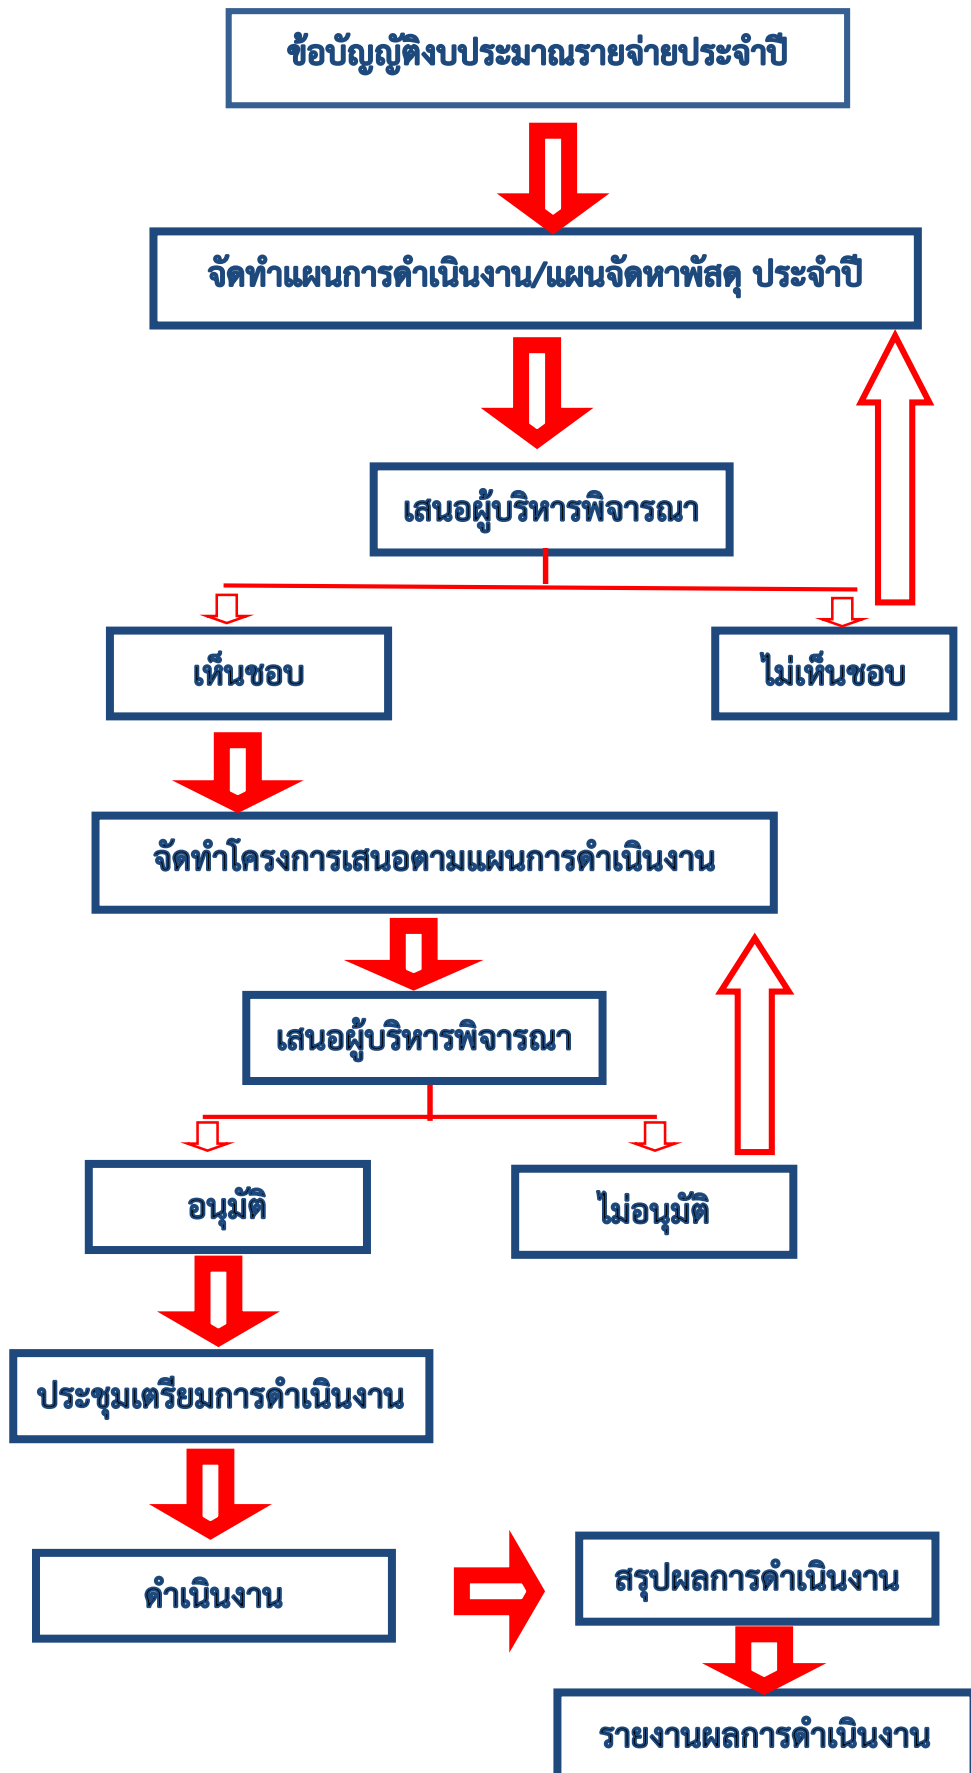 ข้อบัญญัติงบประมาณรายจ่ายประจำปี
จัดทำแผนการดำเนินงาน/แผนจัดหาพัสดุ ประจำปี
เสนอผู้บริหารพิจารณา
เห็นชอบ
ไม่เห็นชอบ
จัดทำโครงการเสนอตามแผนการดำเนินงาน
เสนอผู้บริหารพิจารณา
อนุมัติ
ไม่อนุมัติ
ประชุมเตรียมการดำเนินงาน
ดำเนินงาน
สรุปผลการดำเนินงาน
รายงานผลการดำเนินงาน